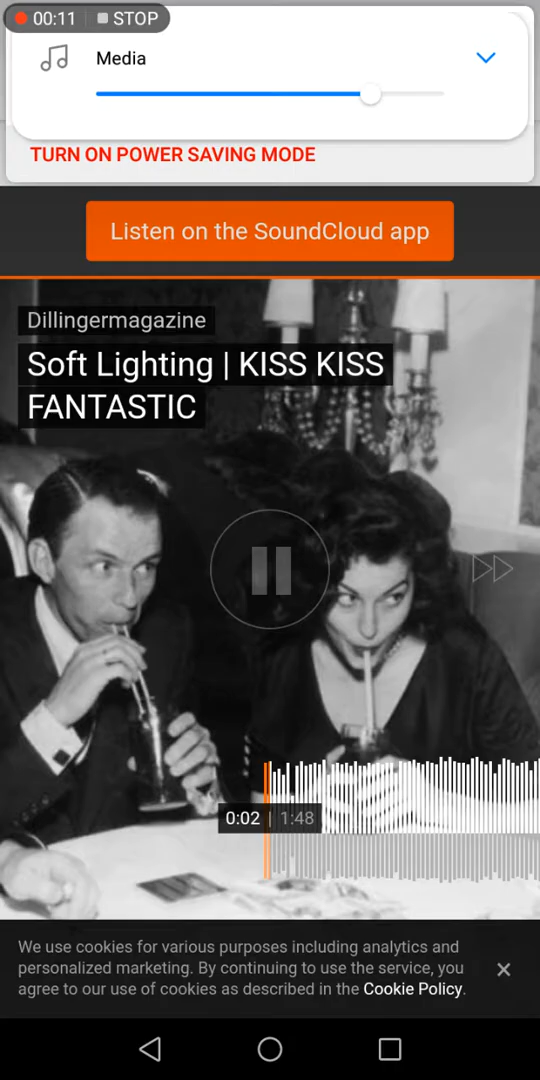 00:11 STOP
Media
TURN ON POWER SAVING MODE
Listen on the SoundCloud app
Dillingermagazine
Soft Lighting | KISS KISS
FANTASTIC
0:02 | 1:48
We use cookies for various purposes including analytics and
personalized marketing. By continuing to use the service, you
agree to our use of cookies as described in the Cookie Policy.